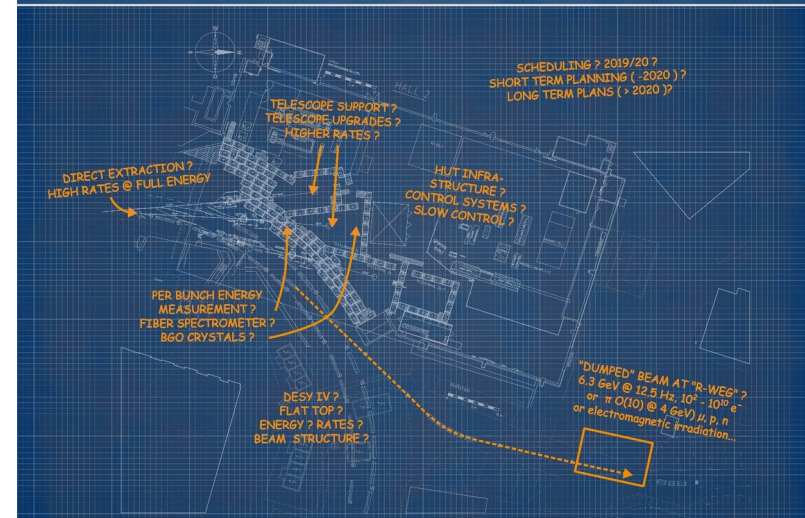 W
SCHEDULING ? 2019/20 ?
SHORT TERM PLANNING ( -2020 ) ?
LONG TERM PLANS ( > 2020 )?
HALL 2
TELESCOPE SUPPORT ?
TELESCOPE UPGRADES ?
HIGHER RATES ?
DIRECT EXTRACTION ?
HIGH RATES @ FULL ENERGY
HUT INFRA-
STRUCTURE ?
CONTROL SYSTEMS ?
SLOW CONTROL ?
PER BUNCH ENERGY
MEASUREMENT ?
FIBER SPECTROMETER ?
BGO CRYSTALS ?
"DUMPED" BEAM AT "R-WEG" ?
6.3 GeV @ 12.5 Hz, 10² - 10¹⁰ e⁻
or π O(10) @ 4 GeV) μ, p, n
or electromagnetic irradiation...
DESY IV ?
FLAT TOP ?
ENERGY ? RATES ?
BEAM STRUCTURE ?